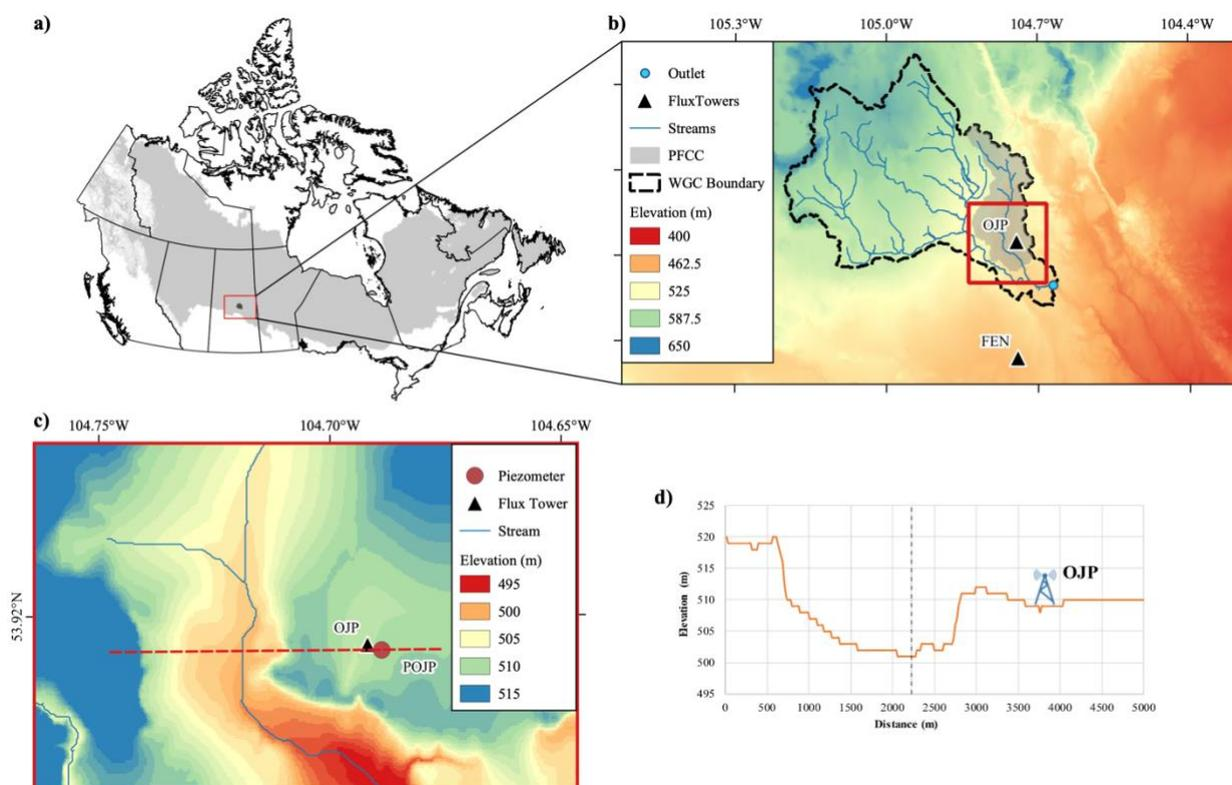 a)
b)
105.3°W 105.0°W 104.7°W 104.4°W
Outlet
FluxTowers
Streams
PFCC
WGC Boundary
Elevation (m)
400
462.5
525
587.5
650
OJP
FEN
c)
104.75°W 104.70°W 104.65°W
53.92°N
OJP
POJP
Piezometer
Flux Tower
Stream
Elevation (m)
495
500
505
510
515
d)
525
520
515
510
505
500
495
Elevation (m)
OJP
0 500 1000 1500 2000 2500 3000 3500 4000 4500 5000
Distance (m)